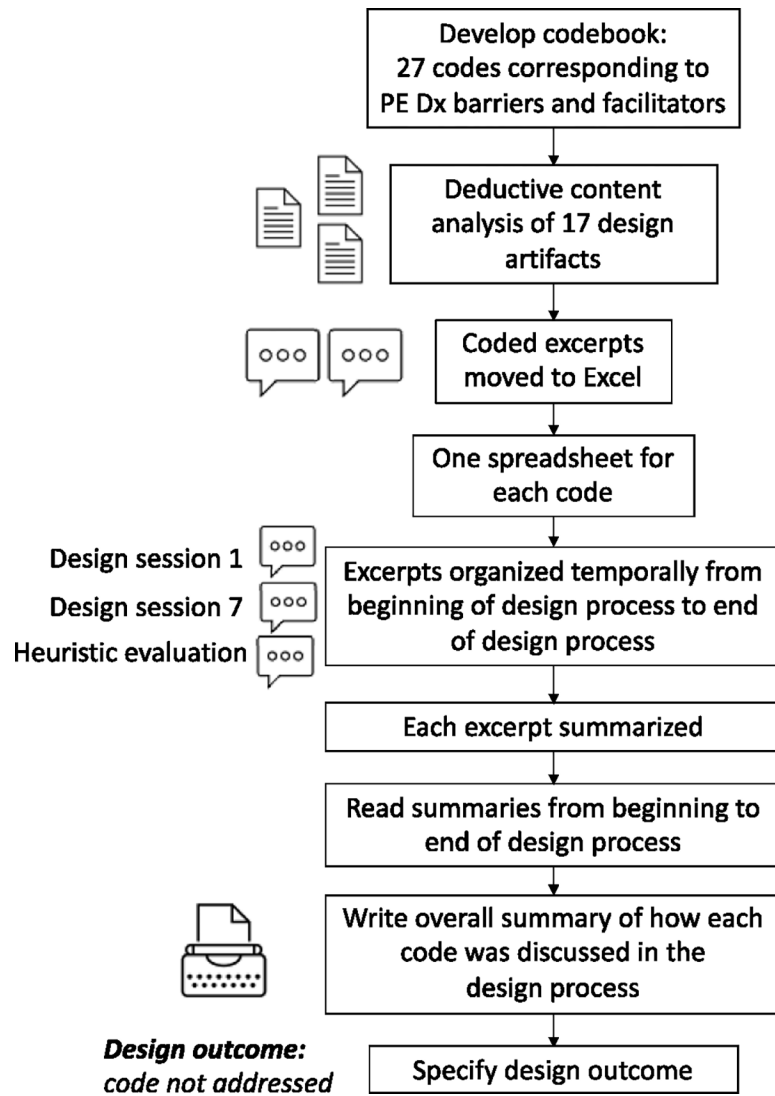 Develop codebook:
27 codes corresponding to
PE Dx barriers and facilitators
Deductive content
analysis of 17 design
artifacts
Coded excerpts
moved to Excel
One spreadsheet for
each code
Design session 1
Design session 7
Heuristic evaluation
Excerpts organized temporally from
beginning of design process to end
of design process
Each excerpt summarized
Read summaries from beginning to
end of design process
Write overall summary of how each
code was discussed in the
design process
Design outcome:
code not addressed
Specify design outcome